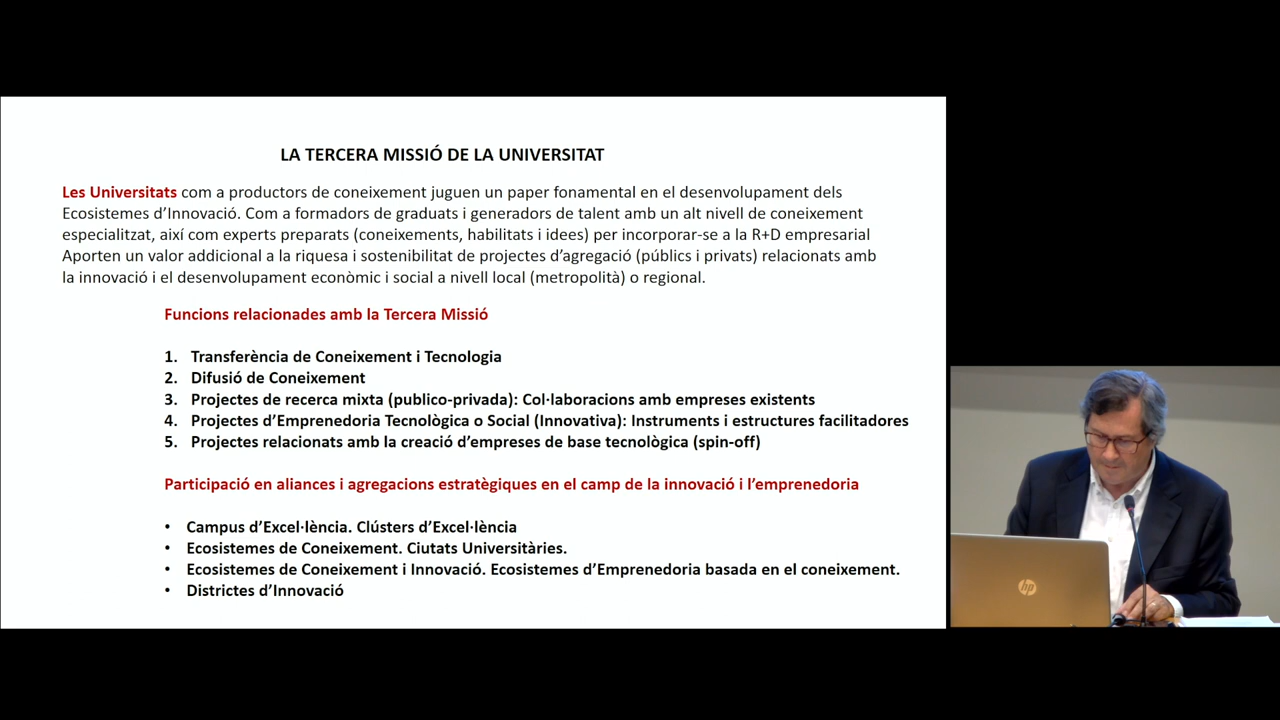 LA TERCERA MISSIÓ DE LA UNIVERSITAT
Les Universitats com a productors de coneixement juguen un paper fonamental en el desenvolupament dels
Ecosistemes d’Innovació. Com a formadors de graduats i generadors de talent amb un alt nivell de coneixement
especialitzat, així com experts preparats (coneixements, habilitats i idees) per incorporar-se a la R+D empresarial
Aporten un valor addicional a la riquesa i sostenibilitat de projectes d’agregació (públics i privats) relacionats amb
la innovació i el desenvolupament econòmic i social a nivell local (metropolità) o regional.
Funcions relacionades amb la Tercera Missió
1. Transferència de Coneixement i Tecnologia
2. Difusió de Coneixement
3. Projectes de recerca mixta (publico-privada): Col·laboracions amb empreses existents
4. Projectes d’Emprenedoria Tecnològica o Social (Innovativa): Instruments i estructures facilitadores
5. Projectes relacionats amb la creació d’empreses de base tecnològica (spin-off)
Participació en aliances i agregacions estratègiques en el camp de la innovació i l’emprenedoria
• Campus d’Excel·lència. Clústers d’Excel·lència
• Ecosistemes de Coneixement. Ciutats Universitàries.
• Ecosistemes de Coneixement i Innovació. Ecosistemes d’Emprenedoria basada en el coneixement.
• Districtes d’Innovació
hp